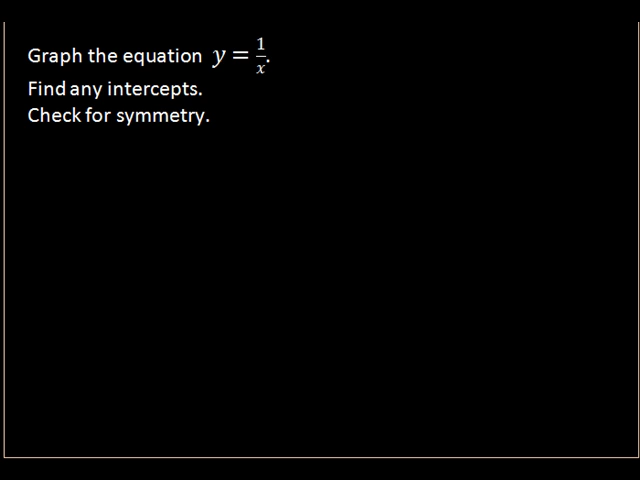 Graph the equation y = 1/x.
Find any intercepts.
Check for symmetry.